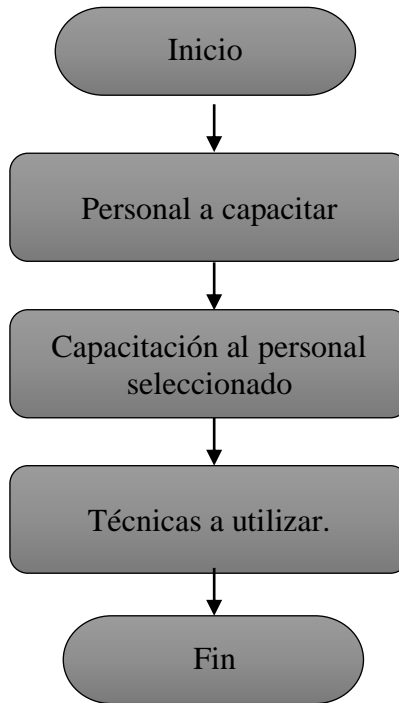 Inicio
Personal a capacitar
Capacitación al personal
seleccionado
Técnicas a utilizar.
Fin